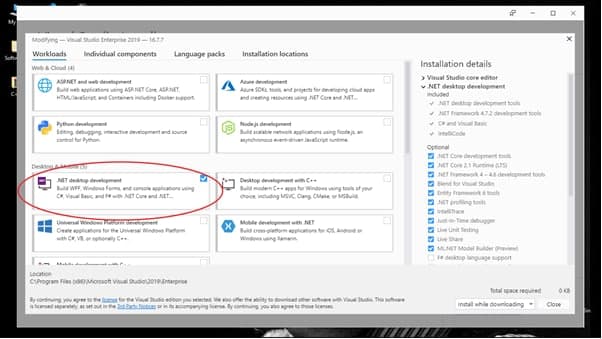 Modifying — Visual Studio Enterprise 2019 — 16.7.7
Workloads
Individual components
Language packs
Installation locations
Web & Cloud (4)
ASP.NET and web development
Build web applications using ASP.NET Core, ASP.NET,
HTML/JavaScript, and Containers including Docker support.
Azure development
Azure SDKs, tools, and projects for developing cloud apps
and creating resources using .NET Core and .NET...
Python development
Editing, debugging, interactive development and source
control for Python.
Node.js development
Build scalable network applications using Node.js, an
asynchronous event-driven JavaScript runtime.
Desktop & Mobile (5)
.NET desktop development
Build WPF, Windows Forms, and console applications using
C#, Visual Basic, and F# with .NET Core and .NET...
Desktop development with C++
Build modern C++ apps for Windows using tools of your
choice, including MSVC, Clang, CMake, or MSBuild.
Universal Windows Platform development
Create applications for the Universal Windows Platform
with C#, VB, or optionally C++.
Mobile development with .NET
Build cross-platform applications for iOS, Android or
Windows using Xamarin.
Mobile development with C++
Location
C:\Program Files (x86)\Microsoft Visual Studio\2019\Enterprise
By continuing, you agree to the license for the Visual Studio edition you selected. We also offer the ability to download other software with Visual Studio. This software
is licensed separately, as set out in the 3rd Party Notices or in its accompanying license. By continuing, you also agree to those licenses.
Installation details
Visual Studio core editor
.NET desktop development
Included
.NET desktop development tools
.NET Framework 4.7.2 development tools
C# and Visual Basic
IntelliCode
Optional
.NET Core development tools
.NET Core 2.1 Runtime (LTS)
.NET Framework 4 – 4.6 development tools
Blend for Visual Studio
Entity Framework 6 tools
.NET profiling tools
IntelliTrace
Just-In-Time debugger
Live Unit Testing
Live Share
ML.NET Model Builder (Preview)
F# desktop language support
Total space required 0 KB
Install while downloading
Close